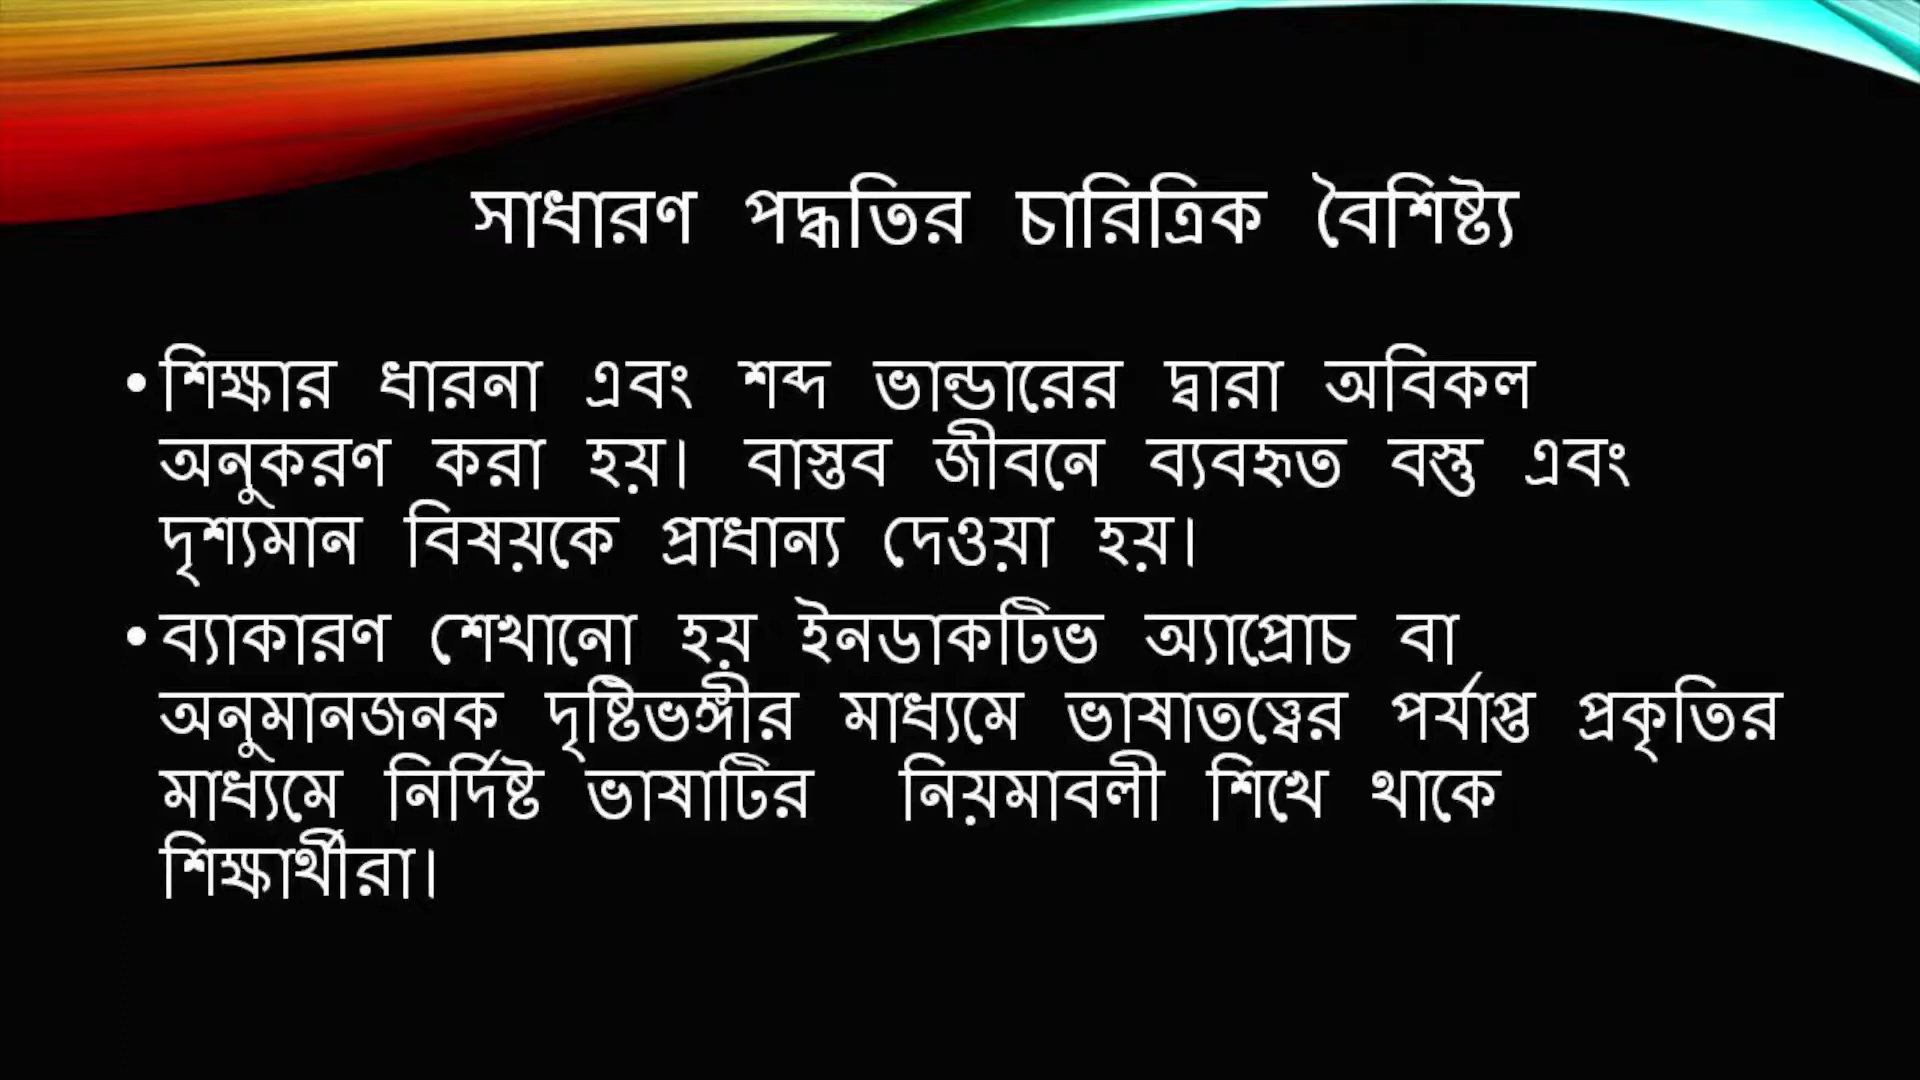 সাধারণ পদ্ধতির চারিত্রিক বৈশিষ্ট্য
• শিক্ষার ধারনা এবং শব্দ ভান্ডারের দ্বারা অবিকল
অনুকরণ করা হয়। বাস্তব জীবনে ব্যবহৃত বস্তু এবং
দৃশ্যমান বিষয়কে প্রাধান্য দেওয়া হয়।
• ব্যাকারণ শেখানো হয় ইনডাকটিভ অ্যাপ্রোচ বা
অনুমানজনক দৃষ্টিভঙ্গীর মাধ্যমে ভাষাতত্ত্বের পর্যাপ্ত প্রকৃতির
মাধ্যমে নির্দিষ্ট ভাষাটির নিয়মাবলী শিখে থাকে
শিক্ষার্থীরা।